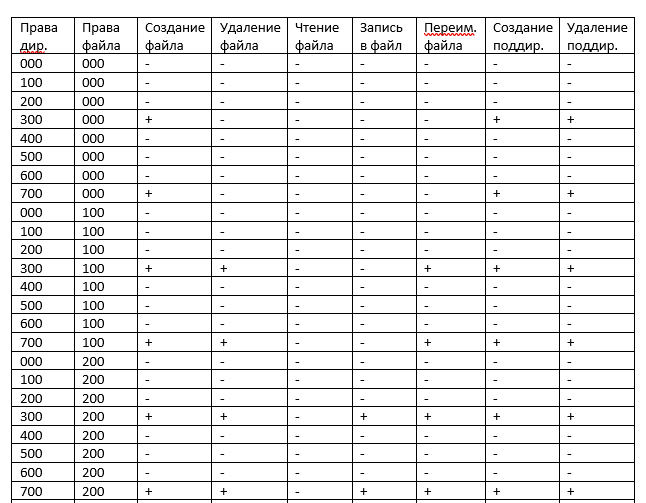 Права дир. Права файла Создание файла Удаление файла Чтение файла Запись в файл Переим. файла Создание поддир. Удаление поддир.
000 000 - - - - - - -
100 000 - - - - - - -
200 000 - - - - - - -
300 000 + - - - - + +
400 000 - - - - - - -
500 000 - - - - - - -
600 000 - - - - - - -
700 000 + - - - - + +
000 100 - - - - - - -
100 100 - - - - - - -
200 100 - - - - - - -
300 100 + + - - + + +
400 100 - - - - - - -
500 100 - - - - - - -
600 100 - - - - - - -
700 100 + + - - + + +
000 200 - - - - - - -
100 200 - - - - - - -
200 200 - - - - - - -
300 200 + + - + + + +
400 200 - - - - - - -
500 200 - - - - - - -
600 200 - - - - - - -
700 200 + + - + + + +